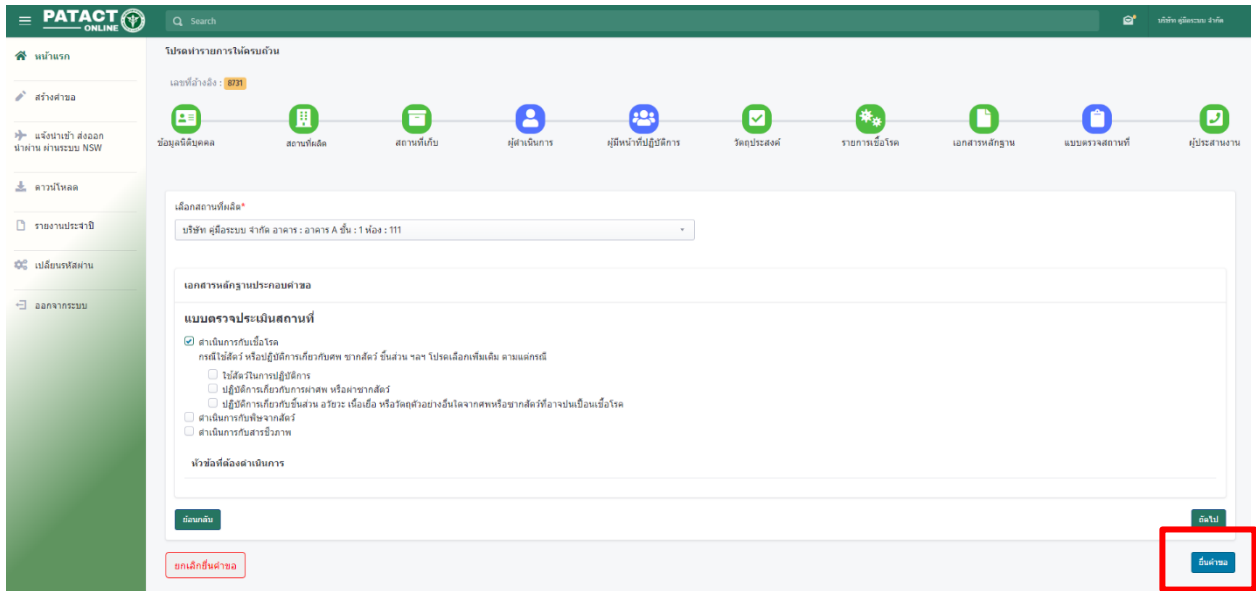 PATACT
ONLINE
Search
บริษัท คู่มือระบบ จำกัด
หน้าแรก
สร้างคำขอ
แจ้งนำเข้า ส่งออก
นำผ่าน ผ่านระบบ NSW
ดาวน์โหลด
รายงานประจำปี
เปลี่ยนรหัสผ่าน
ออกจากระบบ
โปรดทำรายการให้ครบถ้วน
เลขที่อ้างอิง : 8731
ข้อมูลนิติบุคคล
สถานที่ผลิต
สถานที่เก็บ
ผู้ดำเนินการ
ผู้มีหน้าที่ปฏิบัติการ
วัตถุประสงค์
รายการเชื้อโรค
เอกสารหลักฐาน
แบบตรวจสถานที่
ผู้ประสานงาน
เลือกสถานที่ผลิต*
บริษัท คู่มือระบบ จำกัด อาคาร : อาคาร A ชั้น : 1 ห้อง : 111
เอกสารหลักฐานประกอบคำขอ
แบบตรวจประเมินสถานที่
ดำเนินการกับเชื้อโรค
กรณีใช้สัตว์ หรือปฏิบัติการเกี่ยวกับศพ ซากสัตว์ ชิ้นส่วน ฯลฯ โปรดเลือกเพิ่มเติม ตามแต่กรณี
ใช้สัตว์ในการปฏิบัติการ
ปฏิบัติการเกี่ยวกับการผ่าศพ หรือผ่าซากสัตว์
ปฏิบัติการเกี่ยวกับชิ้นส่วน อวัยวะ เนื้อเยื่อ หรือวัตถุตัวอย่างอื่นใดจากศพหรือซากสัตว์ที่อาจปนเปื้อนเชื้อโรค
ดำเนินการกับพิษจากสัตว์
ดำเนินการกับสารชีวภาพ
หัวข้อที่ต้องดำเนินการ
ย้อนกลับ
ถัดไป
ยกเลิกยื่นคำขอ
ยื่นคำขอ